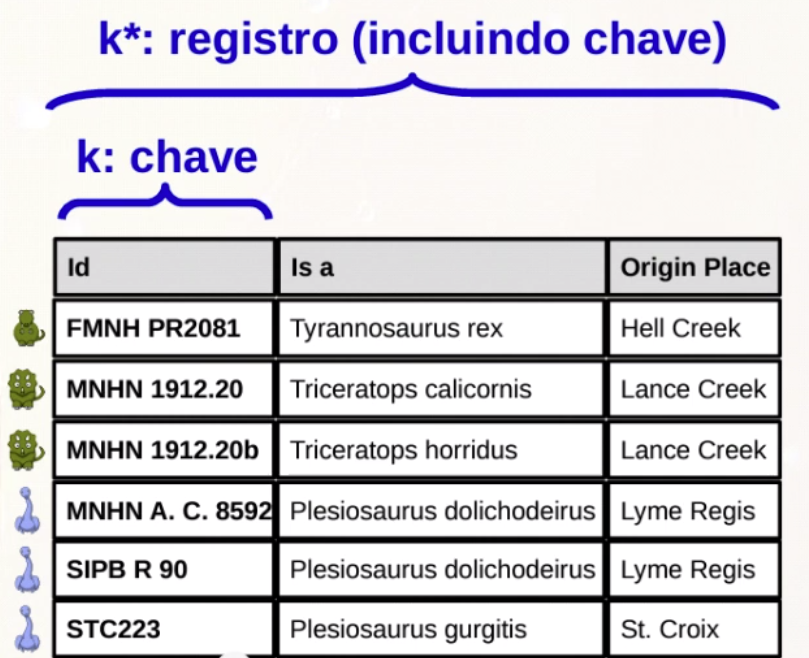 k*: registro (incluindo chave)
k: chave
Id Is a Origin Place
FMNH PR2081 Tyrannosaurus rex Hell Creek
MNHN 1912.20 Triceratops calicornis Lance Creek
MNHN 1912.20b Triceratops horridus Lance Creek
MNHN A. C. 8592 Plesiosaurus dolichodeirus Lyme Regis
SIPB R 90 Plesiosaurus dolichodeirus Lyme Regis
STC223 Plesiosaurus gurgitis St. Croix